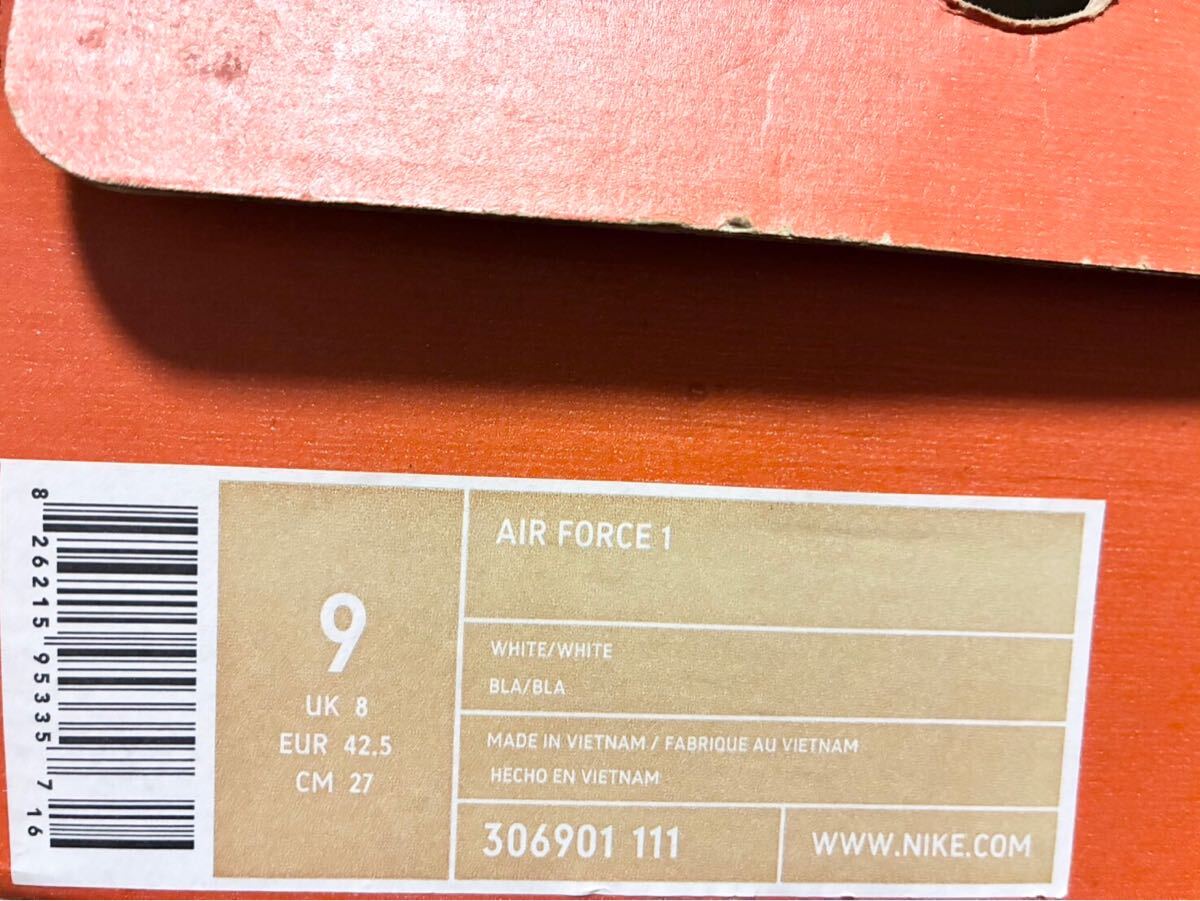 8 26215 95335 7 16
9
UK 8
EUR 42.5
CM 27
AIR FORCE 1
WHITE/WHITE
BLA/BLA
MADE IN VIETNAM / FABRIQUE AU VIETNAM
HECHO EN VIETNAM
306901 111
WWW.NIKE.COM